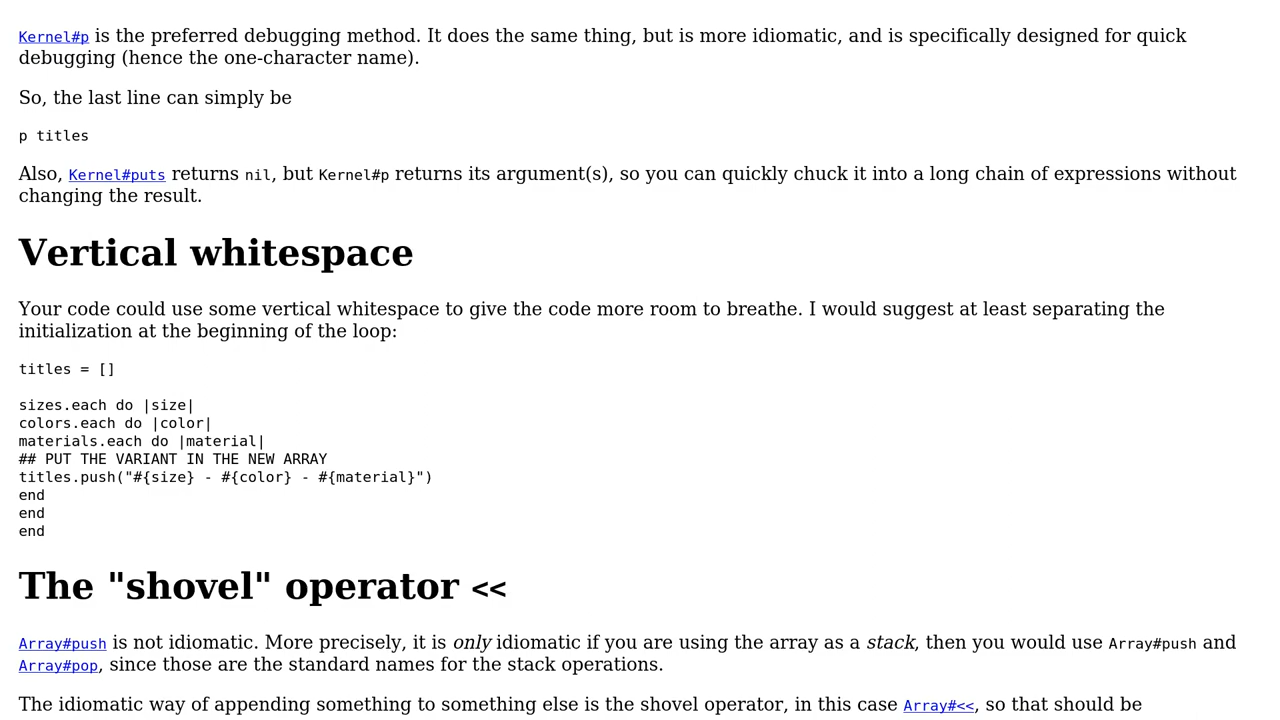 Kernel#p is the preferred debugging method. It does the same thing, but is more idiomatic, and is specifically designed for quick
debugging (hence the one-character name).
So, the last line can simply be
p titles
Also, Kernel#puts returns nil, but Kernel#p returns its argument(s), so you can quickly chuck it into a long chain of expressions without
changing the result.
Vertical whitespace
Your code could use some vertical whitespace to give the code more room to breathe. I would suggest at least separating the
initialization at the beginning of the loop:
titles = []
sizes.each do |size|
colors.each do |color|
materials.each do |material|
## PUT THE VARIANT IN THE NEW ARRAY
titles.push("#{size} - #{color} - #{material}")
end
end
end
The "shovel" operator <<
Array#push is not idiomatic. More precisely, it is only idiomatic if you are using the array as a stack, then you would use Array#push and
Array#pop, since those are the standard names for the stack operations.
The idiomatic way of appending something to something else is the shovel operator, in this case Array#<<, so that should be